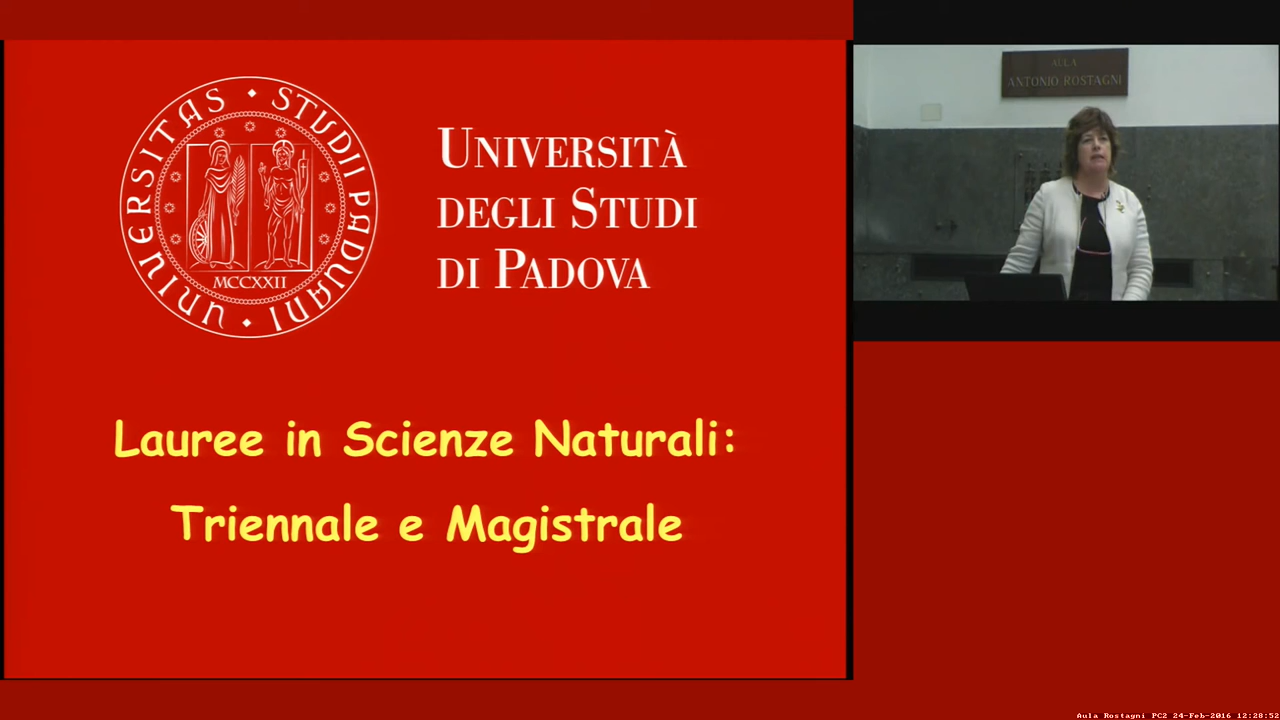 UNIVERSITAS STUDII PADUANI
MCCXXII
UNIVERSITÀ
DEGLI STUDI
DI PADOVA
Lauree in Scienze Naturali:
Triennale e Magistrale
AULA
ANTONIO ROSTAGNI
Aula Rostagni PC2 24-Feb-2016 12:28:52